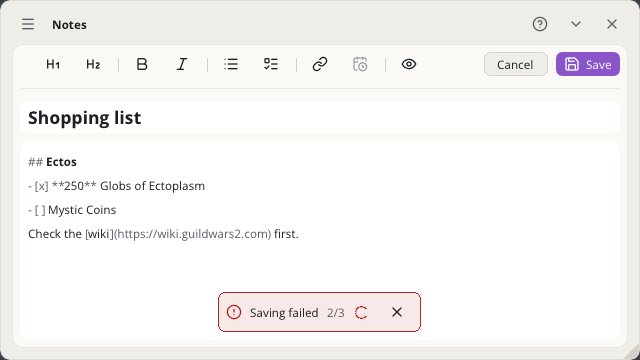 Notes
H1 H2 B I Cancel Save
Shopping list
## Ectos
- [x] **250** Globs of Ectoplasm
- [ ] Mystic Coins
Check the [wiki](https://wiki.guildwars2.com) first.
Saving failed 2/3